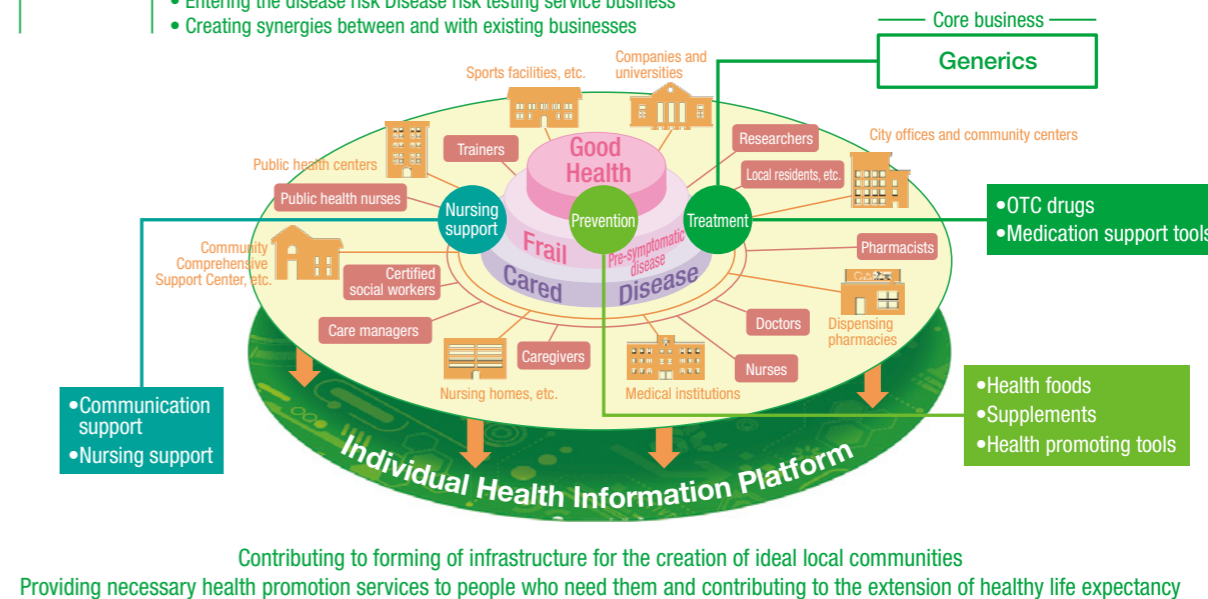 • Entering the disease risk Disease risk testing service business
• Creating synergies between and with existing businesses
Core business
Generics
Companies and
universities
Sports facilities, etc.
City offices and community centers
Public health centers
Trainers
Good
Health
Researchers
Local residents, etc.
Public health nurses
Nursing
support
Prevention
Treatment
•OTC drugs
•Medication support tools
Frail
Pre-symptomatic
disease
Cared
Disease
Community
Comprehensive
Support Center, etc.
Certified
social workers
Pharmacists
Care managers
Caregivers
Doctors
Dispensing
pharmacies
Nurses
Nursing homes, etc.
Medical institutions
•Communication
support
•Nursing support
•Health foods
•Supplements
•Health promoting tools
Individual Health Information Platform
Contributing to forming of infrastructure for the creation of ideal local communities
Providing necessary health promotion services to people who need them and contributing to the extension of healthy life expectancy